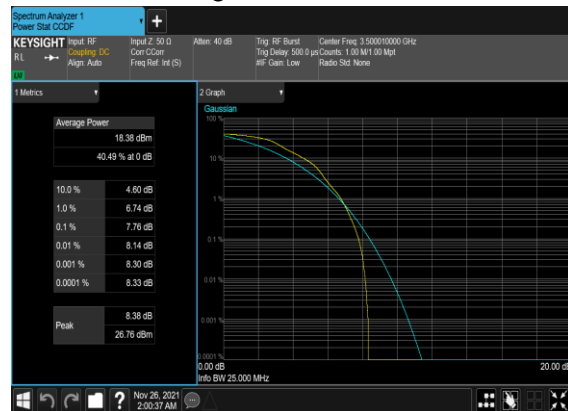 Spectrum Analyzer 1
Power Stat CCDF
+
KEYSIGHT
RL
Input: RF
Coupling: DC
Align: Auto
Input Z: 50 Ω
Corr CCorr
Freq Ref: Int (S)
Atten: 40 dB
Trig: RF Burst
Trig Delay: 500.0 µs
#IF Gain: Low
Center Freq: 3.500010000 GHz
Counts: 1.00 M/1.00 Mpt
Radio Std: None
1 Metrics
Average Power
18.38 dBm
40.49 % at 0 dB
10.0 % 4.60 dB
1.0 % 6.74 dB
0.1 % 7.76 dB
0.01 % 8.14 dB
0.001 % 8.30 dB
0.0001 % 8.33 dB
Peak
8.38 dB
26.76 dBm
2 Graph
Gaussian
100 %
10 %
1 %
0.1 %
0.01 %
0.001 %
0.0001 %
0.00 dB
20.00 dB
Info BW 25.000 MHz
?
Nov 26, 2021
2:00:37 AM